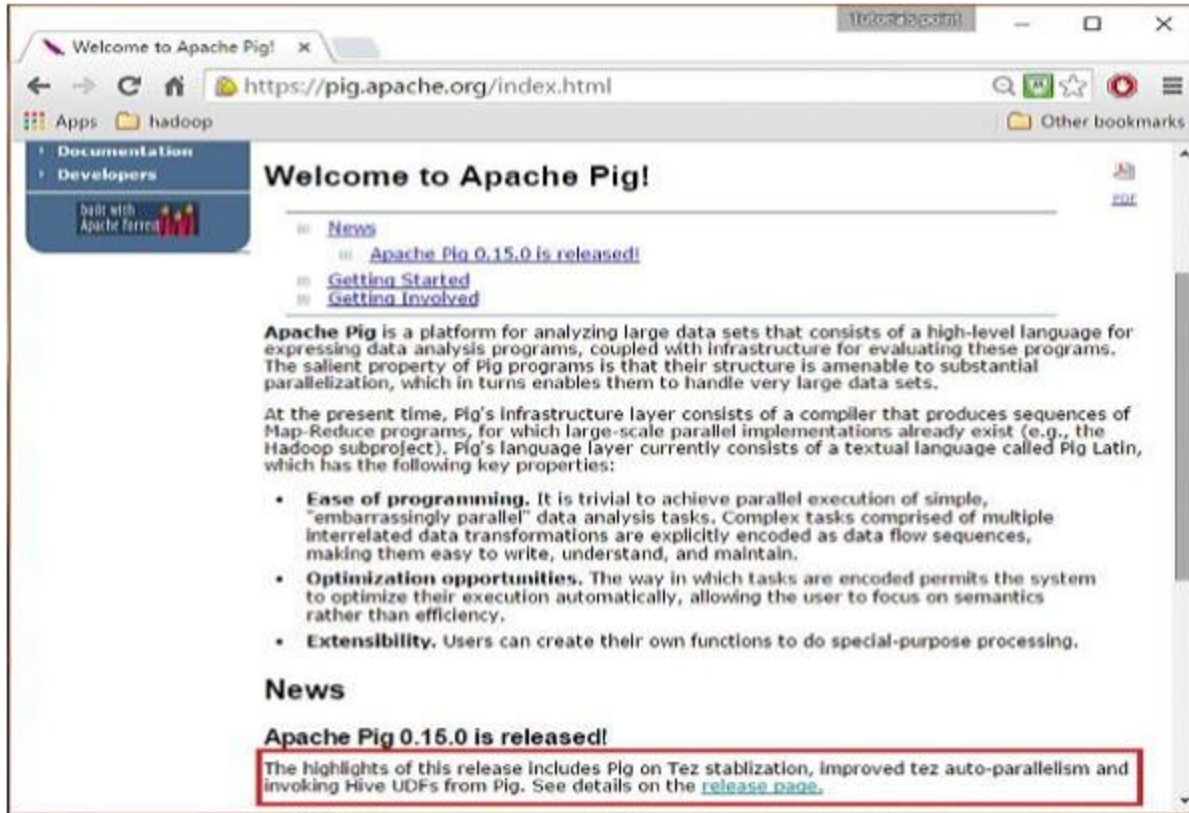 Tutorials point
Welcome to Apache Pig!
https://pig.apache.org/index.html
Apps hadoop Other bookmarks
Documentation
Developers
built with
Apache Forrest
Welcome to Apache Pig!
PDF
News
Apache Pig 0.15.0 is released!
Getting Started
Getting Involved
Apache Pig is a platform for analyzing large data sets that consists of a high-level language for
expressing data analysis programs, coupled with infrastructure for evaluating these programs.
The salient property of Pig programs is that their structure is amenable to substantial
parallelization, which in turns enables them to handle very large data sets.
At the present time, Pig's infrastructure layer consists of a compiler that produces sequences of
Map-Reduce programs, for which large-scale parallel implementations already exist (e.g., the
Hadoop subproject). Pig's language layer currently consists of a textual language called Pig Latin,
which has the following key properties:
• Ease of programming. It is trivial to achieve parallel execution of simple,
"embarrassingly parallel" data analysis tasks. Complex tasks comprised of multiple
interrelated data transformations are explicitly encoded as data flow sequences,
making them easy to write, understand, and maintain.
• Optimization opportunities. The way in which tasks are encoded permits the system
to optimize their execution automatically, allowing the user to focus on semantics
rather than efficiency.
• Extensibility. Users can create their own functions to do special-purpose processing.
News
Apache Pig 0.15.0 is released!
The highlights of this release includes Pig on Tez stablization, improved tez auto-parallelism and
invoking Hive UDFs from Pig. See details on the release page.